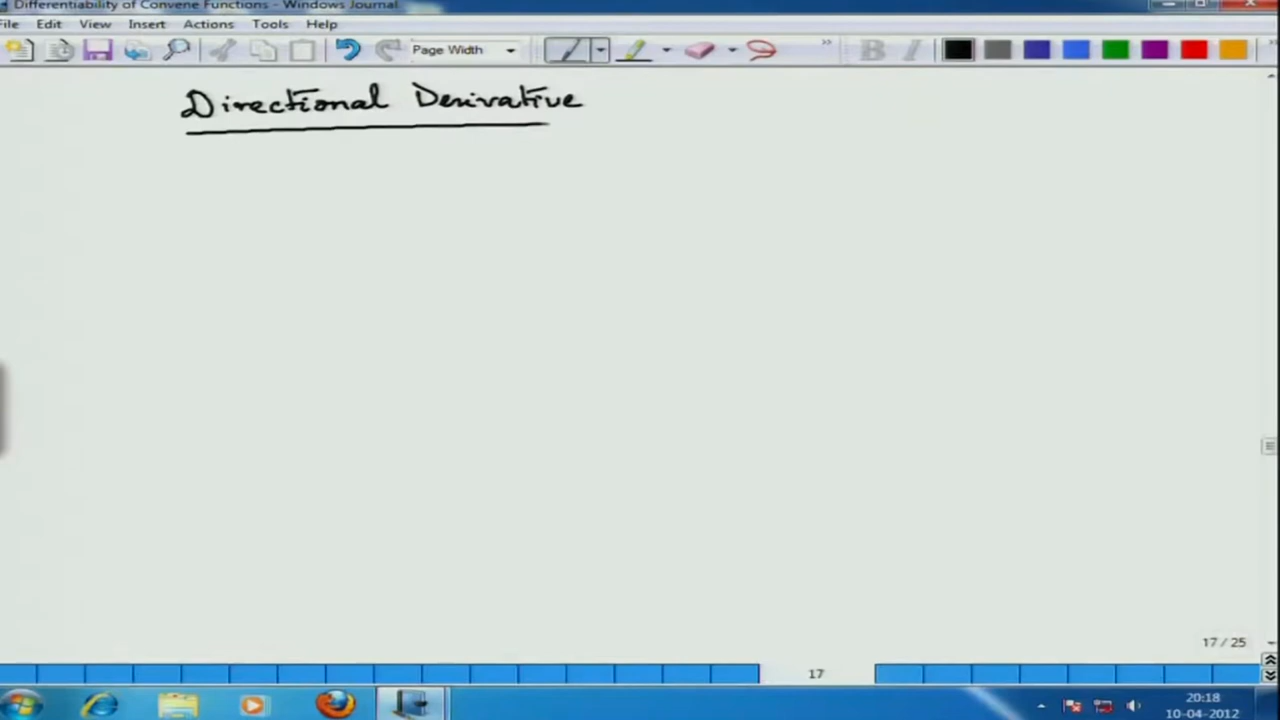 Differentiability of Convene Functions - Windows Journal
File Edit View Insert Actions Tools Help
Page Width
B I
Directional Derivative
17 / 25
17
20:18
10-04-2012